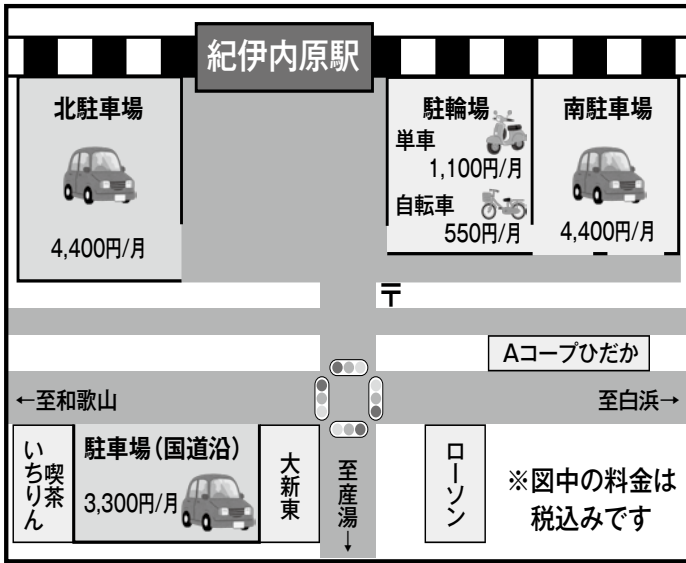 紀伊内原駅
北駐車場
4,400円/月
駐輪場
単車
1,100円/月
自転車
550円/月
南駐車場
4,400円/月
〒
Aコープひだか
←至和歌山
至白浜→
喫茶
いちりん
駐車場(国道沿)
3,300円/月
大新東
至産湯→
ローソン
※図中の料金は
税込みです